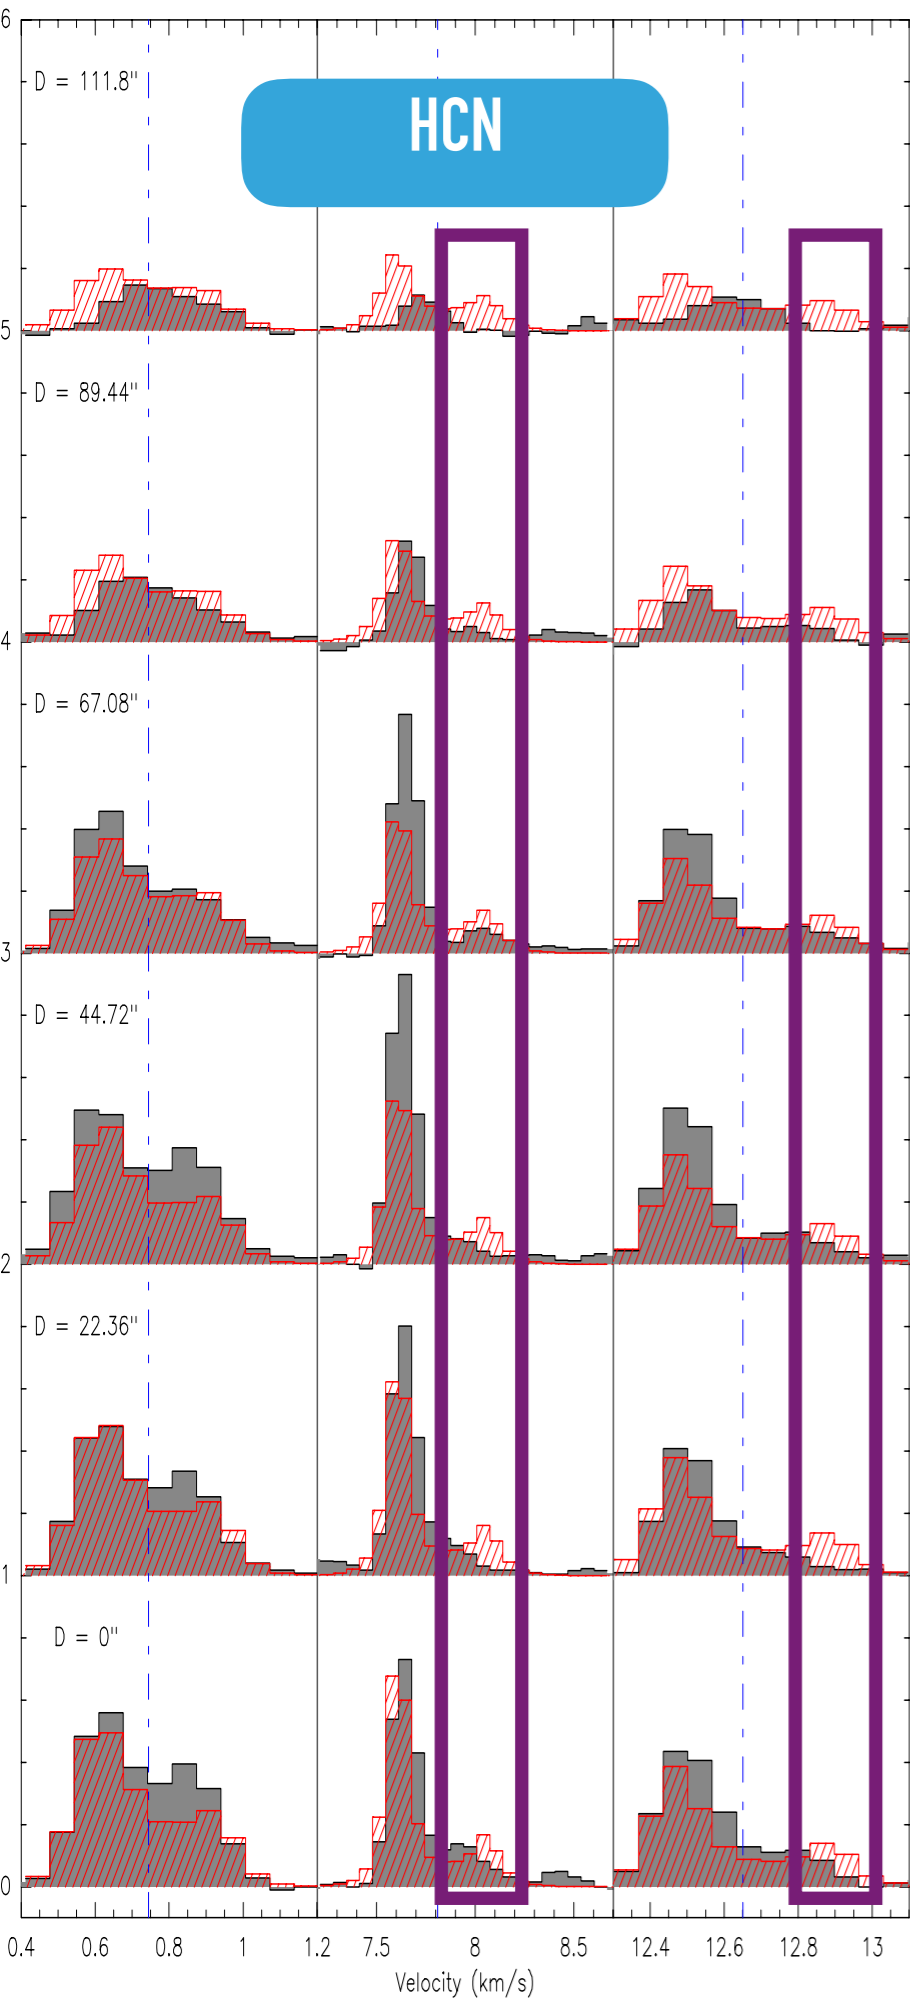 6
D = 111.8"
HCN
5
D = 89.44"
4
D = 67.08"
3
D = 44.72"
2
D = 22.36"
1
D = 0"
0
0.4 0.6 0.8 1 1.2 7.5 8 8.5 12.4 12.6 12.8 13
Velocity (km/s)